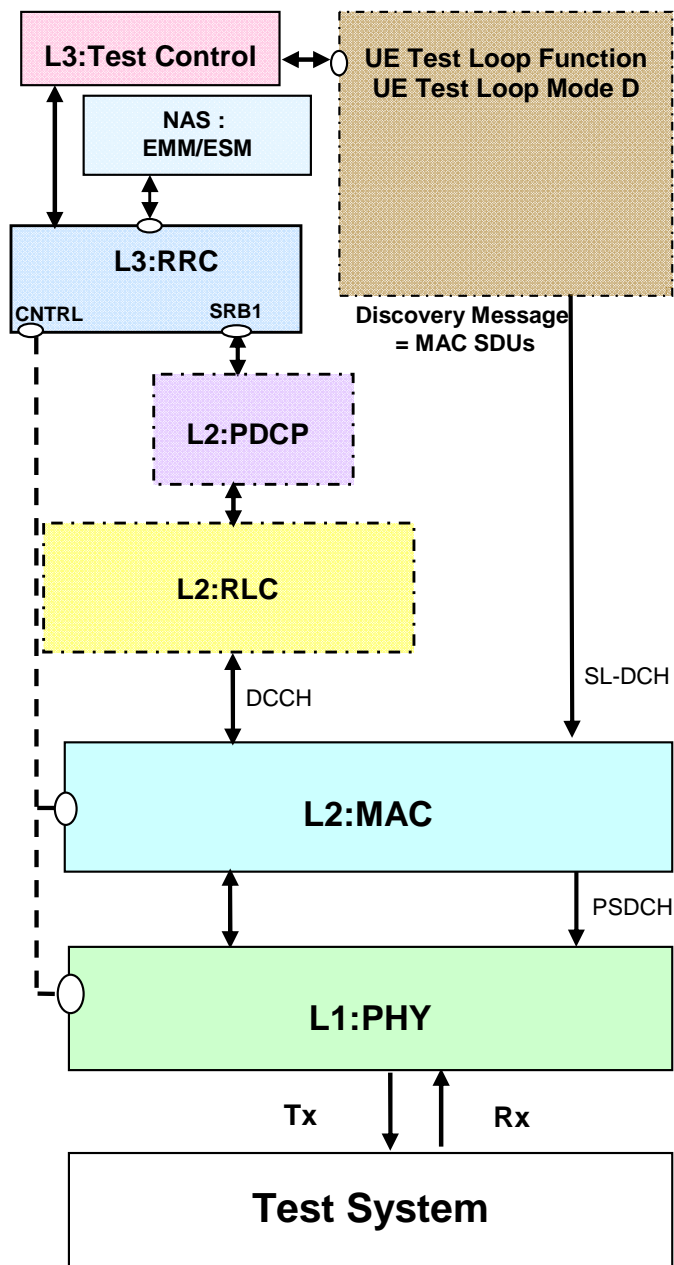 L3:Test Control
UE Test Loop Function
UE Test Loop Mode D
NAS :
EMM/ESM
L3:RRC
CNTRL
SRB1
Discovery Message
= MAC SDUs
L2:PDCP
L2:RLC
DCCH
SL-DCH
L2:MAC
PSDCH
L1:PHY
Tx
Rx
Test System